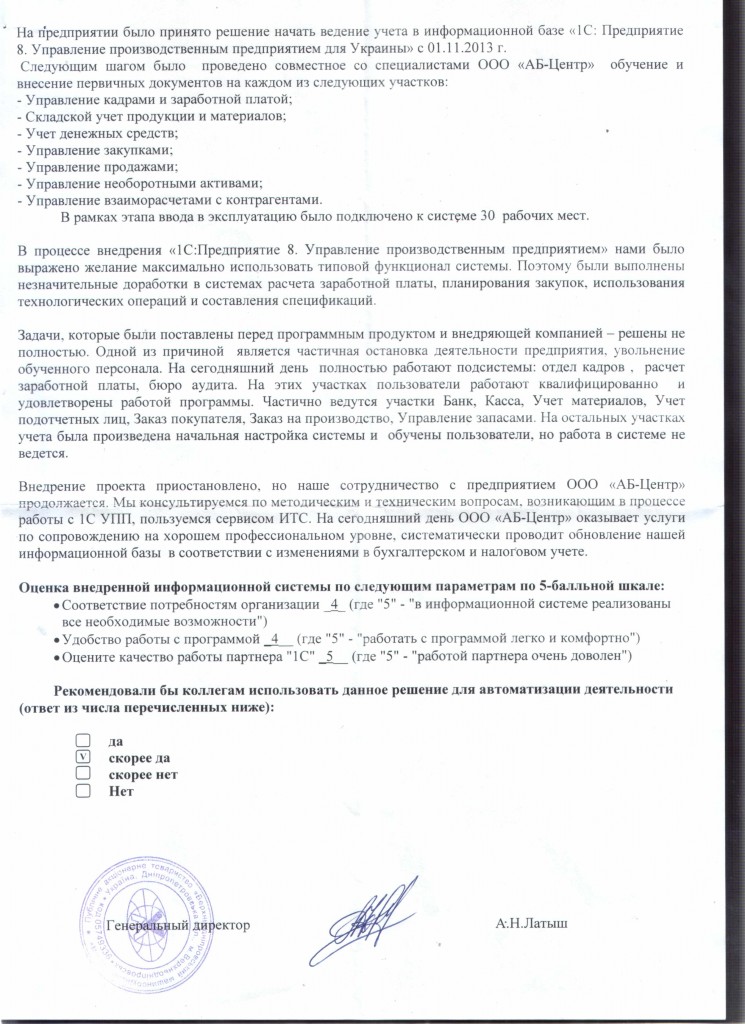 На предприятии было принято решение начать ведение учета в информационной базе «1С: Предприятие
8. Управление производственным предприятием для Украины» с 01.11.2013 г.
Следующим шагом было проведено совместное со специалистами ООО «АБ-Центр» обучение и
внесение первичных документов на каждом из следующих участков:
- Управление кадрами и заработной платой;
- Складской учет продукции и материалов;
- Учет денежных средств;
- Управление закупками;
- Управление продажами;
- Управление необоротными активами;
- Управление взаиморасчетами с контрагентами.
В рамках этапа ввода в эксплуатацию было подключено к системе 30 рабочих мест.
В процессе внедрения «1С:Предприятие 8. Управление производственным предприятием» нами было
выражено желание максимально использовать типовой функционал системы. Поэтому были выполнены
незначительные доработки в системах расчета заработной платы, планирования закупок, использования
технологических операций и составления спецификаций.
Задачи, которые были поставлены перед программным продуктом и внедряющей компанией – решены не
полностью. Одной из причиной является частичная остановка деятельности предприятия, увольнение
обученного персонала. На сегодняшний день полностью работают подсистемы: отдел кадров , расчет
заработной платы, бюро аудита. На этих участках пользователи работают квалифицированно и
удовлетворены работой программы. Частично ведутся участки Банк, Касса, Учет материалов, Учет
подотчетных лиц, Заказ покупателя, Заказ на производство, Управление запасами. На остальных участках
учета была произведена начальная настройка системы и обучены пользователи, но работа в системе не
ведется.
Внедрение проекта приостановлено, но наше сотрудничество с предприятием ООО «АБ-Центр»
продолжается. Мы консультируемся по методическим и техническим вопросам, возникающим в процессе
работы с 1С УПП, пользуемся сервисом ИТС. На сегодняшний день ООО «АБ-Центр» оказывает услуги
по сопровождению на хорошем профессиональном уровне, систематически проводит обновление нашей
информационной базы в соответствии с изменениями в бухгалтерском и налоговом учете.
Оценка внедренной информационной системы по следующим параметрам по 5-балльной шкале:
• Соответствие потребностям организации _4_ (где "5" - "в информационной системе реализованы
все необходимые возможности")
• Удобство работы с программой _4__ (где "5" - "работать с программой легко и комфортно")
• Оцените качество работы партнера "1С" _5__ (где "5" - "работой партнера очень доволен")
Рекомендовали бы коллегам использовать данное решение для автоматизации деятельности
(ответ из числа перечисленных ниже):
да
V скорее да
скорее нет
Нет
Генеральный директор А.Н.Латыш